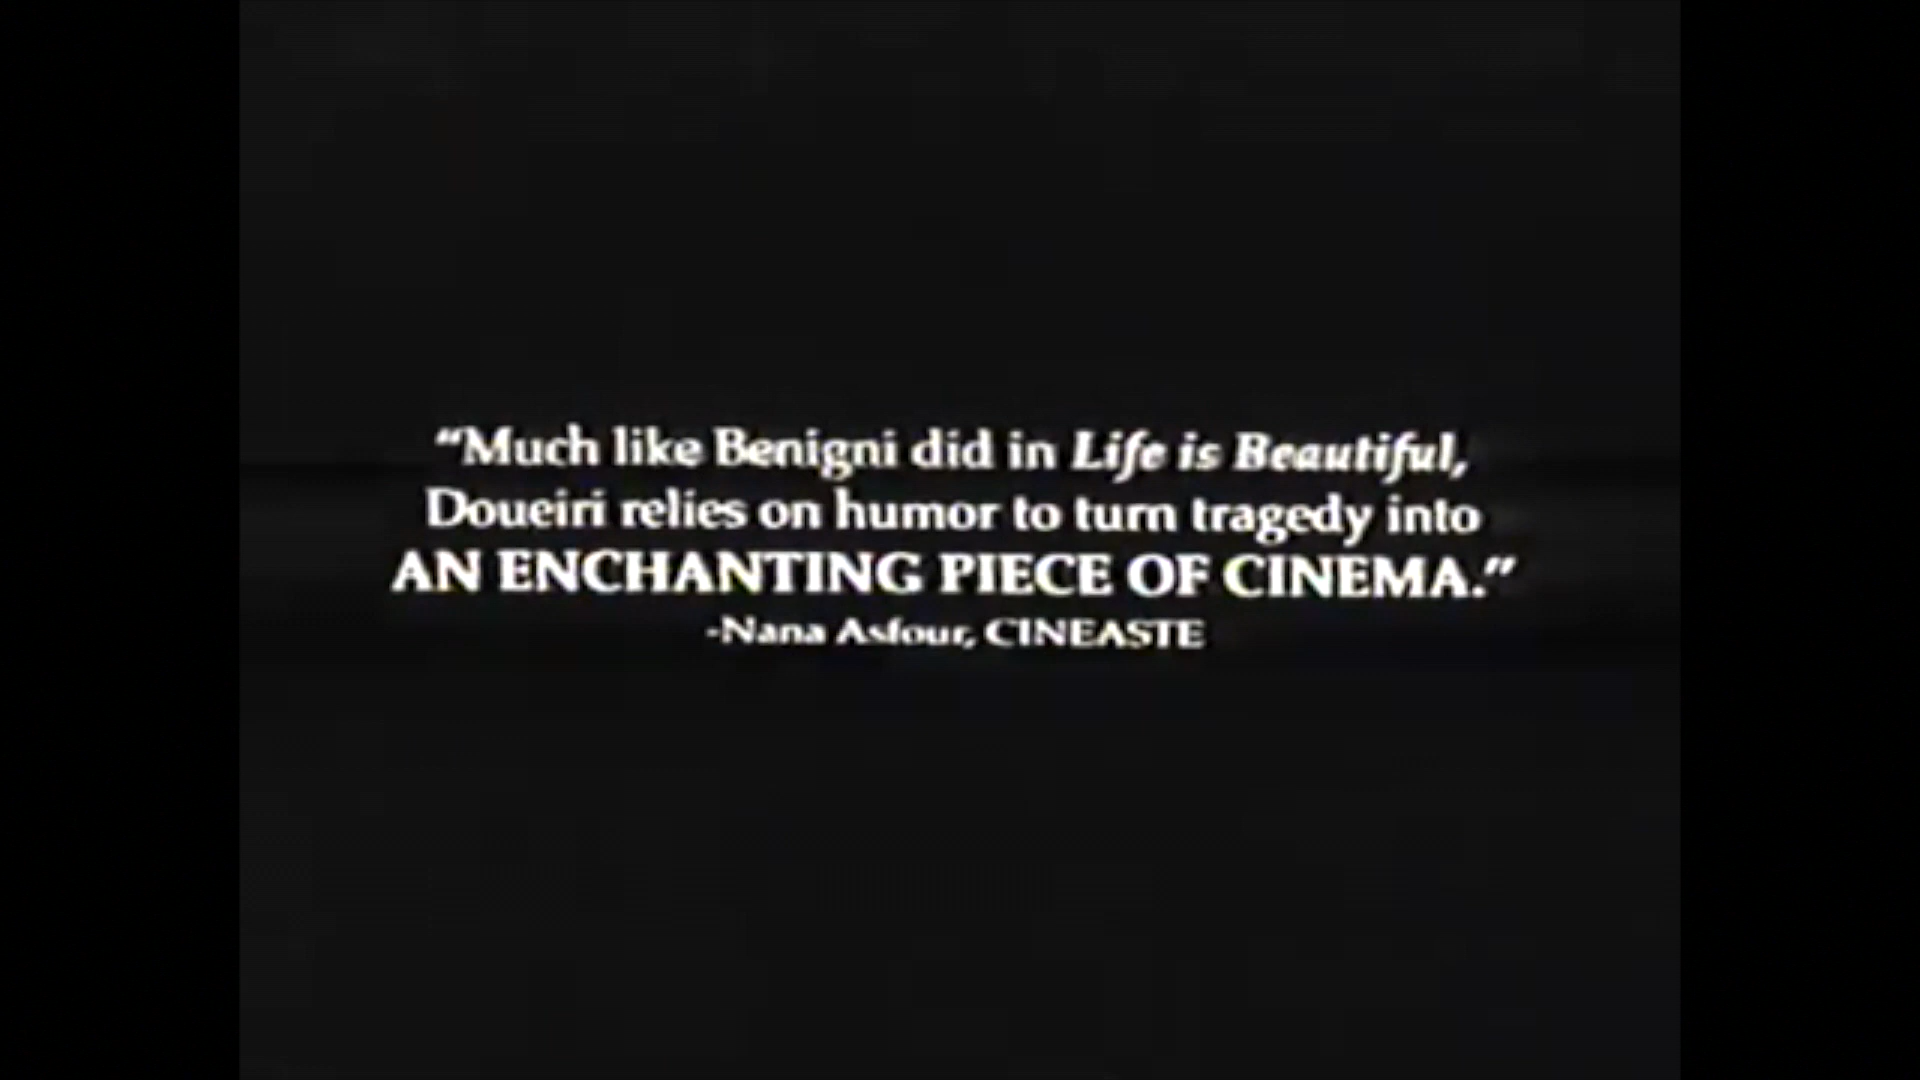 “Much like Benigni did in Life is Beautiful,
Doueiri relies on humor to turn tragedy into
AN ENCHANTING PIECE OF CINEMA.”
-Nana Asfour, CINEASTE